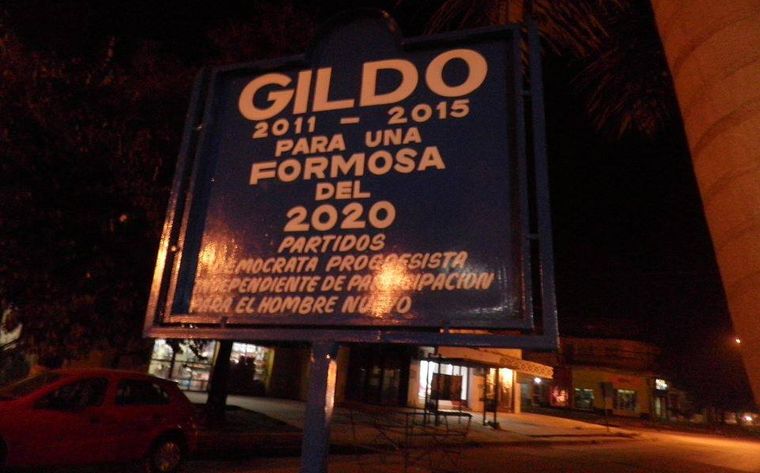 GILDO
2011 - 2015
PARA UNA
FORMOSA
DEL
2020
PARTIDOS
DEMOCRATA PROGRESISTA
INDEPENDIENTE DE PARTICIPACION
PARA EL HOMBRE NUEVO